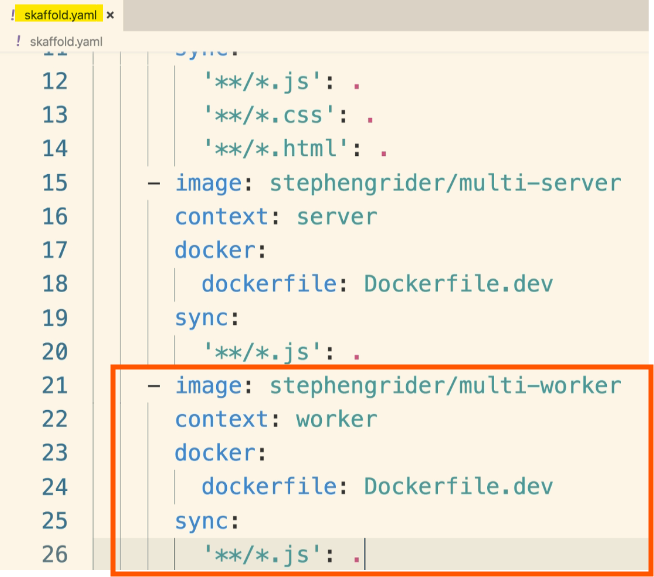 ! skaffold.yaml ×
! skaffold.yaml
11 sync:
12 '**/*.js': .
13 '**/*.css': .
14 '**/*.html': .
15 - image: stephengrider/multi-server
16 context: server
17 docker:
18 dockerfile: Dockerfile.dev
19 sync:
20 '**/*.js': .
21 - image: stephengrider/multi-worker
22 context: worker
23 docker:
24 dockerfile: Dockerfile.dev
25 sync:
26 '**/*.js': .